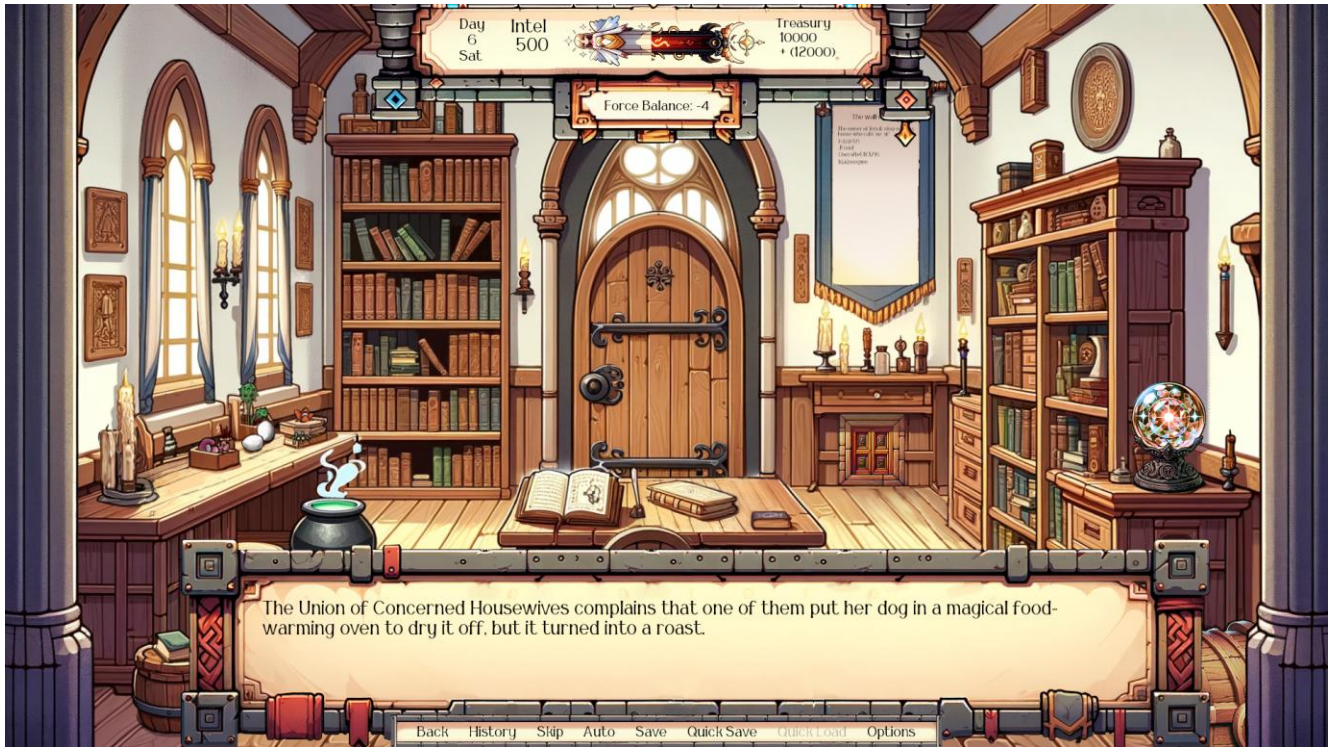 Day
6
Sat
Intel
500
Treasury
10000
+ (12000)
Force Balance: -4
The wall
The Union of Concerned Housewives complains that one of them put her dog in a magical food-
warming oven to dry it off, but it turned into a roast.
Back History Skip Auto Save Quick Save Quick Load Options